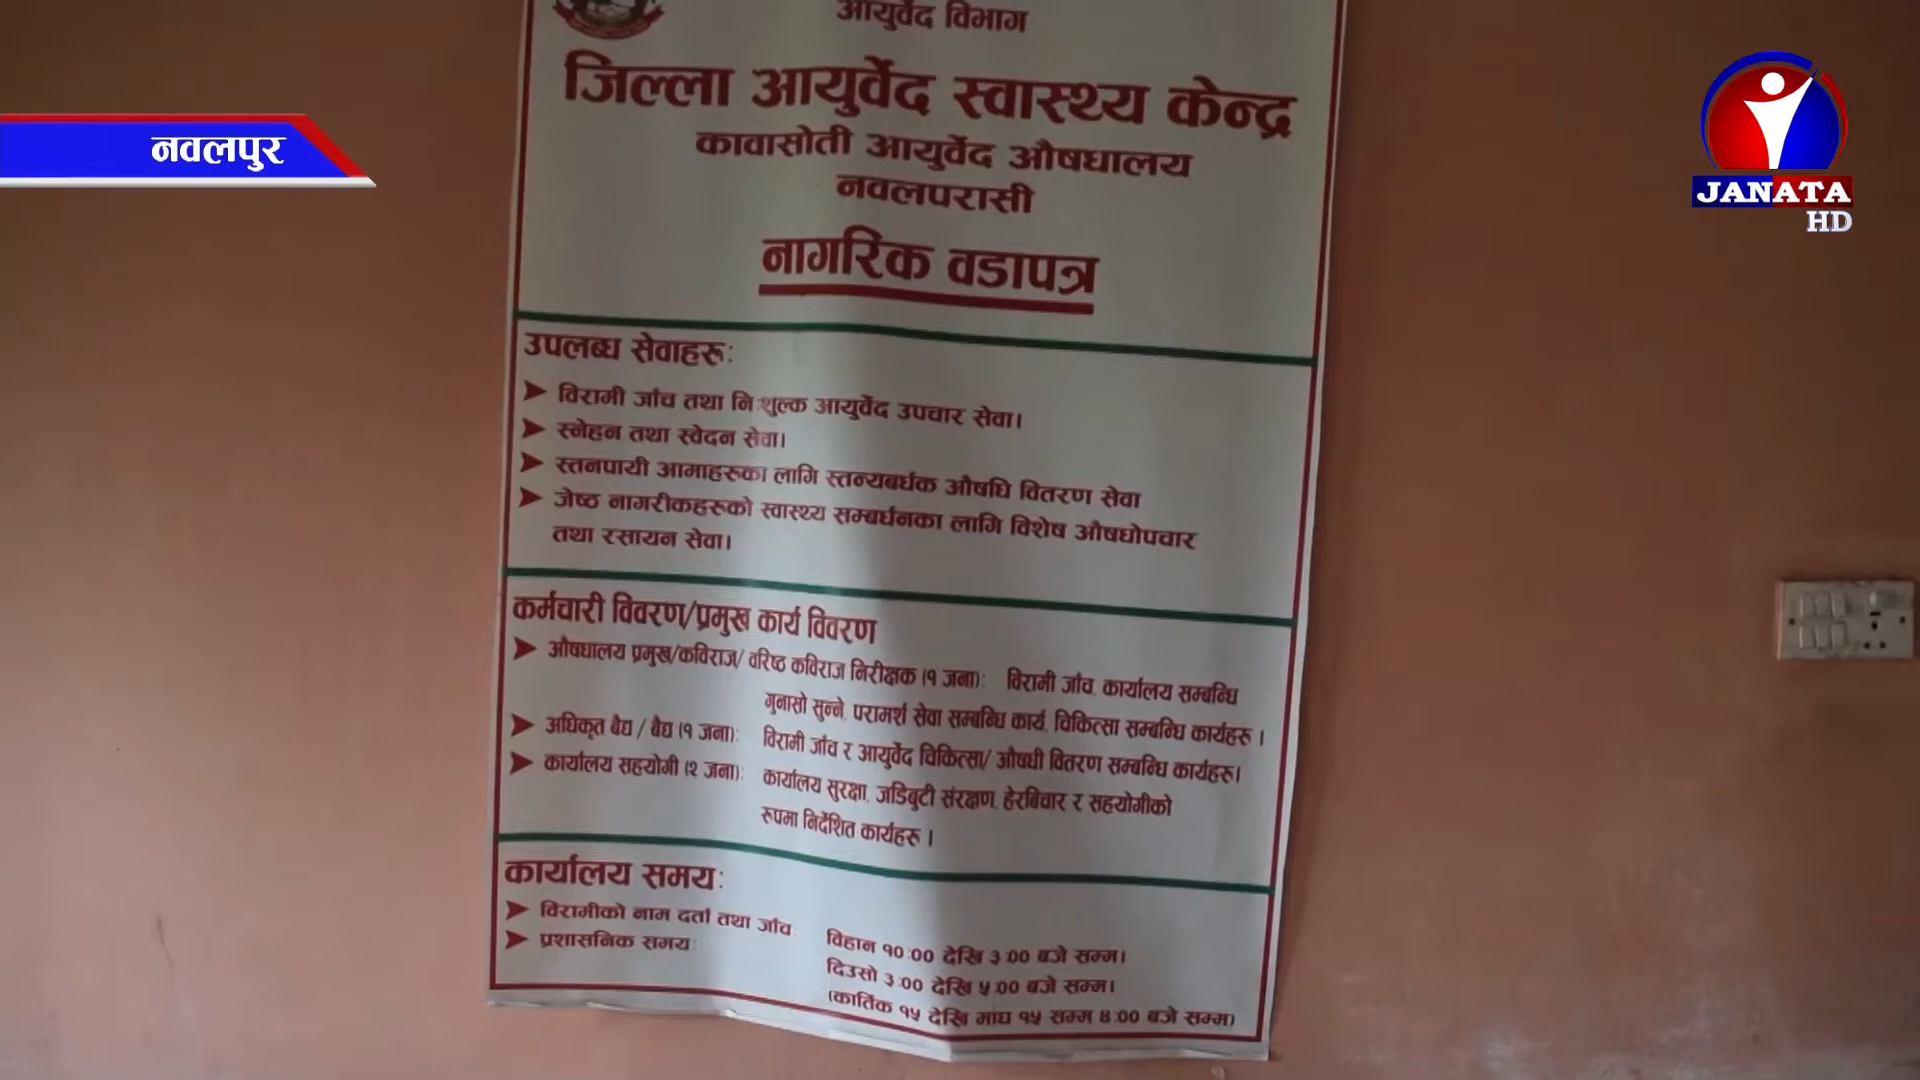 नवलपुर
JANATA
HD
आयुर्वेद विभाग
जिल्ला आयुर्वेद स्वास्थ्य केन्द्र
कावासोती आयुर्वेद औषधालय
नवलपरासी
नागरिक वडापत्र
उपलब्ध सेवाहरू:
➤ विरामी जाँच तथा निःशुल्क आयुर्वेद उपचार सेवा।
➤ स्नेहन तथा स्वेदन सेवा।
➤ स्तनपायी आमाहरूका लागि स्तन्यबर्धक औषधि वितरण सेवा
➤ जेष्ठ नागरीकहरूको स्वास्थ्य सम्बर्धनका लागि विशेष औषधोपचार
तथा रसायन सेवा।
कर्मचारी विवरण/प्रमुख कार्य विवरण
➤ औषधालय प्रमुख/कविराज/ वरिष्ठ कविराज निरीक्षक (१ जना): विरामी जाँच, कार्यालय सम्बन्धि
गुनासो सुन्ने, परामर्श सेवा सम्बन्धि कार्य, चिकित्सा सम्बन्धि कार्यहरू ।
➤ अधिकृत बैद्य / बैद्य (१ जना): विरामी जाँच र आयुर्वेद चिकित्सा/ औषधी वितरण सम्बन्धि कार्यहरू।
➤ कार्यालय सहयोगी (२ जना): कार्यालय सुरक्षा, जडिबुटी संरक्षण, हेरबिचार र सहयोगीको
रूपमा निर्देशित कार्यहरू ।
कार्यालय समय:
➤ विरामीको नाम दर्ता तथा जाँच: विहान १०:०० देखि ३:०० बजे सम्म।
➤ प्रशासनिक समय: दिउसो ३:०० देखि ५:०० बजे सम्म।
(कार्तिक १५ देखि माघ १५ सम्म ४:०० बजे सम्म)